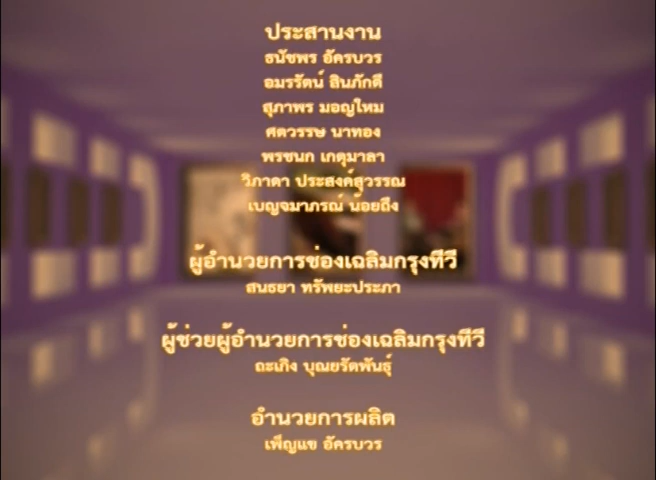 ประสานงาน
ธนัชพร อัครบวร
อมรรัตน์ สินภักดี
สุภาพร มอญใหม
ศตวรรษ นาทอง
พรชนก เกตุมาลา
วิภาดา ประสงค์สุวรรณ
เบญจมาภรณ์ น้อยถึง
ผู้อำนวยการช่องเฉลิมกรุงทีวี
สนธยา ทรัพยะประภา
ผู้ช่วยผู้อำนวยการช่องเฉลิมกรุงทีวี
ถะเกิง บุณยรัตพันธุ์
อำนวยการผลิต
เพ็ญแข อัครบวร